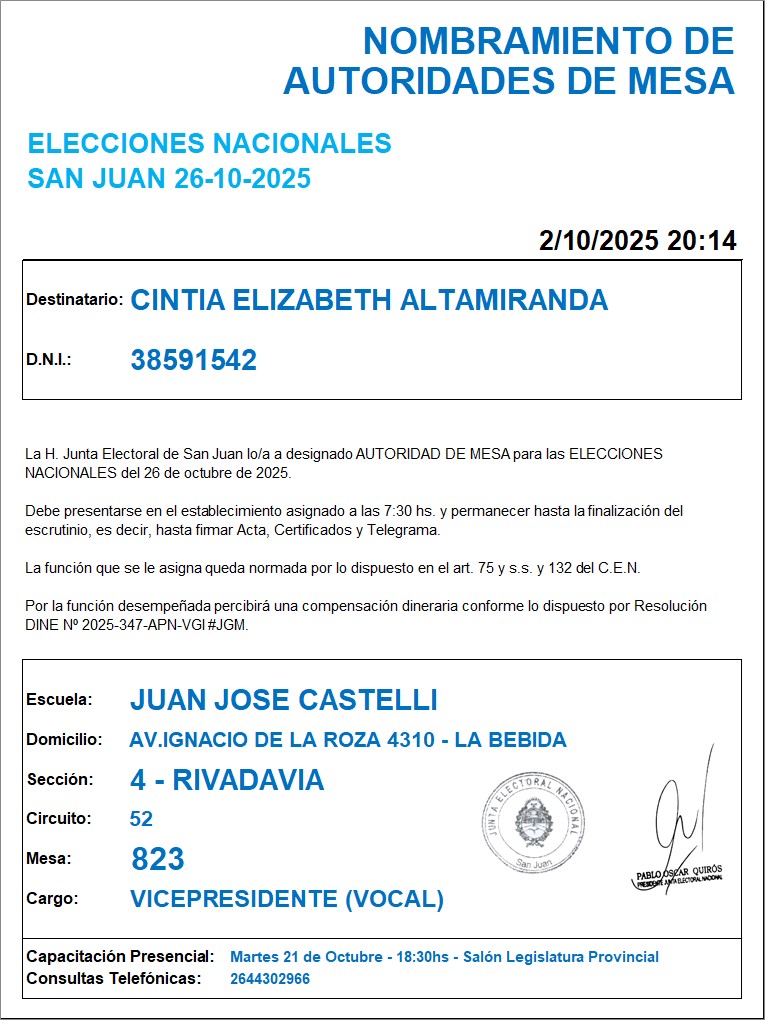 NOMBRAMIENTO DE
AUTORIDADES DE MESA
ELECCIONES NACIONALES
SAN JUAN 26-10-2025
2/10/2025 20:14
Destinatario: CINTIA ELIZABETH ALTAMIRANDA
D.N.I.: 38591542
La H. Junta Electoral de San Juan lo/a a designado AUTORIDAD DE MESA para las ELECCIONES
NACIONALES del 26 de octubre de 2025.
Debe presentarse en el establecimiento asignado a las 7:30 hs. y permanecer hasta la finalización del
escrutinio, es decir, hasta firmar Acta, Certificados y Telegrama.
La función que se le asigna queda normada por lo dispuesto en el art. 75 y s.s. y 132 del C.E.N.
Por la función desempeñada percibirá una compensación dineraria conforme lo dispuesto por Resolución
DINE Nº 2025-347-APN-VGI#JGM.
Escuela: JUAN JOSE CASTELLI
Domicilio: AV.IGNACIO DE LA ROZA 4310 - LA BEBIDA
Sección: 4 - RIVADAVIA
Circuito: 52
Mesa: 823
Cargo: VICEPRESIDENTE (VOCAL)
JUNTA ELECTORAL NACIONAL
San Juan
PABLO OSCAR QUIRÓS
PRESIDENTE JUNTA ELECTORAL NACIONAL
Capacitación Presencial: Martes 21 de Octubre - 18:30hs - Salón Legislatura Provincial
Consultas Telefónicas: 2644302966